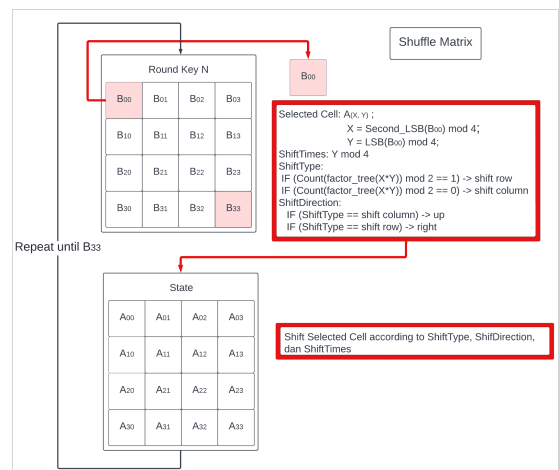 Shuffle Matrix
Round Key N
B00
B00 B01 B02 B03
B10 B11 B12 B13
B20 B21 B22 B23
B30 B31 B32 B33
Selected Cell: A(X, Y) ;
X = Second_LSB(B00) mod 4;
Y = LSB(B00) mod 4;
ShiftTimes: Y mod 4
ShiftType:
IF (Count(factor_tree(X*Y)) mod 2 == 1) -> shift row
IF (Count(factor_tree(X*Y)) mod 2 == 0) -> shift column
ShiftDirection:
IF (ShiftType == shift column) -> up
IF (ShiftType == shift row) -> right
Repeat until B33
State
A00 A01 A02 A03
A10 A11 A12 A13
A20 A21 A22 A23
A30 A31 A32 A33
Shift Selected Cell according to ShiftType, ShifDirection,
dan ShiftTimes